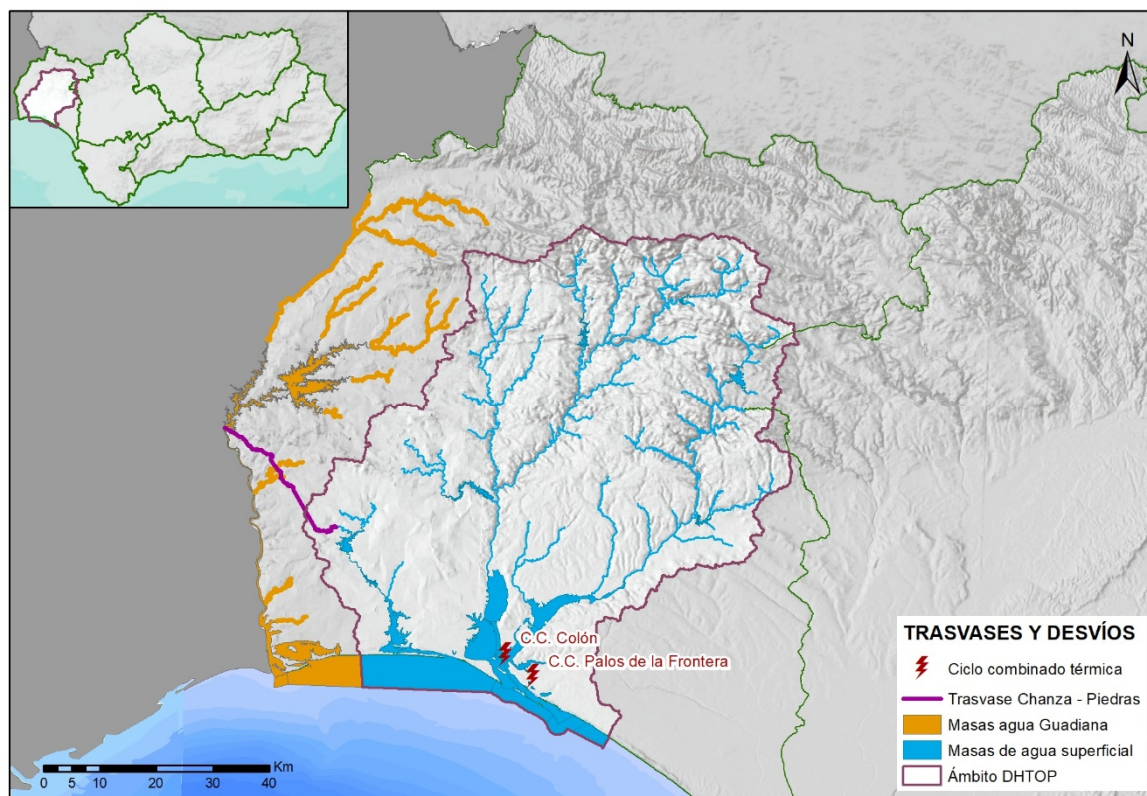 N
C.C. Colón
C.C. Palos de la Frontera
Km
0 5 10 20 30 40
TRASVASES Y DESVÍOS
Ciclo combinado térmica
Trasvase Chanza - Piedras
Masas agua Guadiana
Masas de agua superficial
Ámbito DHTOP